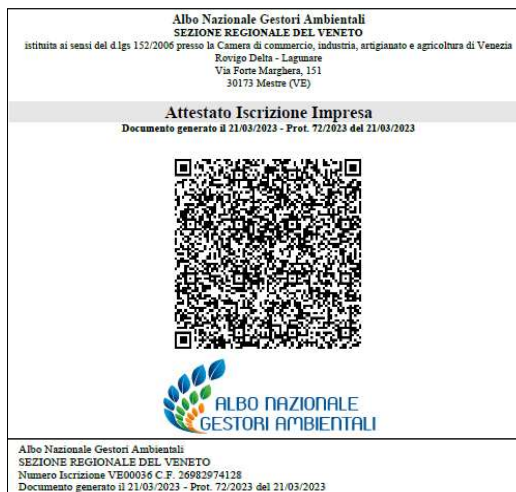 Albo Nazionale Gestori Ambientali
SEZIONE REGIONALE DEL VENETO
istituita ai sensi del d.lgs 152/2006 presso la Camera di commercio, industria, artigianato e agricoltura di Venezia
Rovigo Delta - Lagunare
Via Forte Marghera, 151
30173 Mestre (VE)
Attestato Iscrizione Impresa
Documento generato il 21/03/2023 - Prot. 72/2023 del 21/03/2023
ALBO NAZIONALE
GESTORI AMBIENTALI
Albo Nazionale Gestori Ambientali
SEZIONE REGIONALE DEL VENETO
Numero Iscrizione VE00036 C.F. 26982974128
Documento generato il 21/03/2023 - Prot. 72/2023 del 21/03/2023